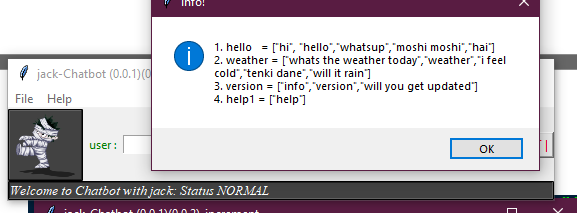 Info!
1. hello   = ["hi", "hello","whatsup","moshi moshi","hai"]
2. weather = ["whats the weather today","weather","i feel
cold","tenki dane","will it rain"]
3. version = ["info","version","will you get updated"]
4. help1 = ["help"]
OK
jack-Chatbot (0.0.1)(0
File Help
user :
Welcome to Chatbot with jack: Status NORMAL
jack-Chatbot (0.0.1)(0.0.2) increment